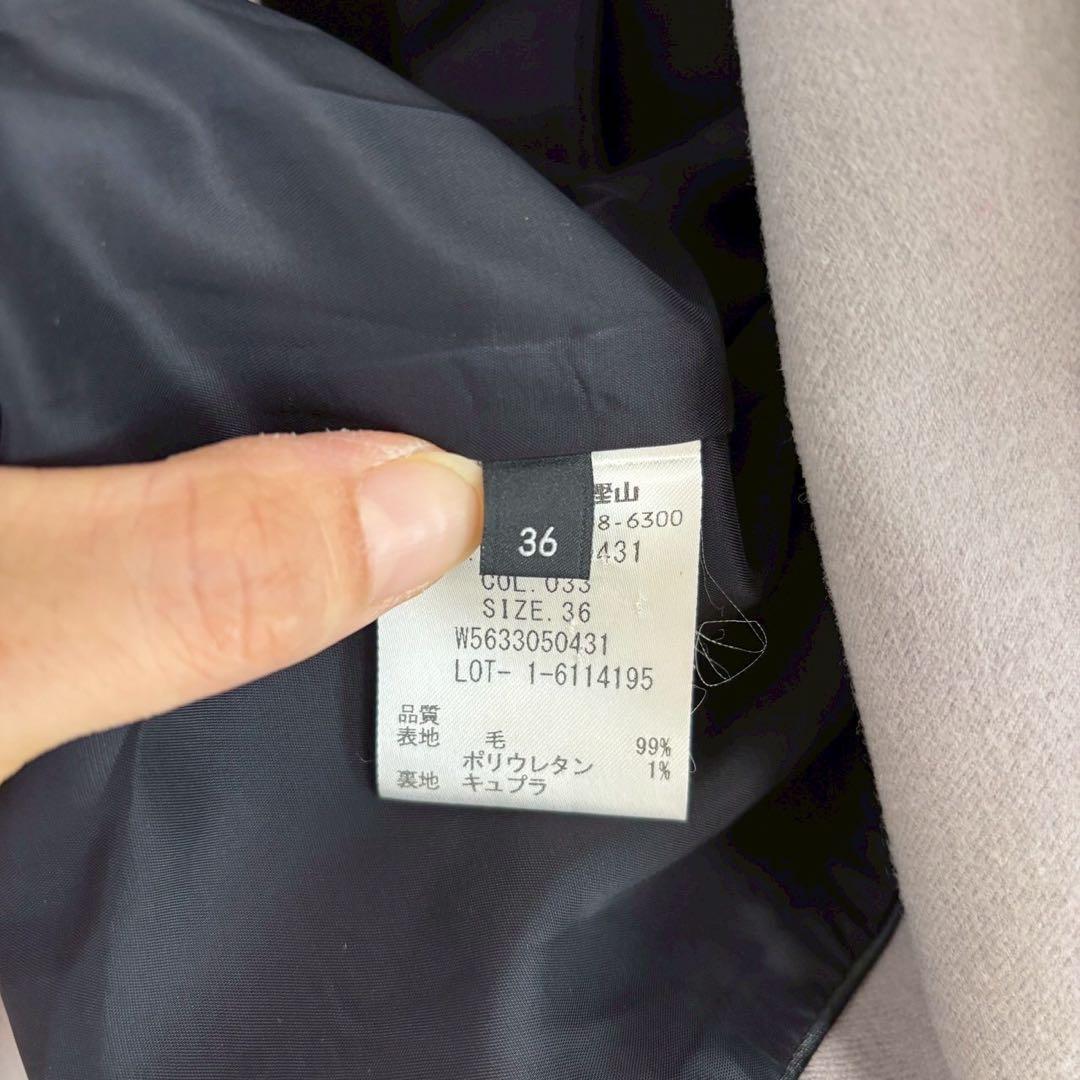 36
樫山
8-6300
431
COL. 033
SIZE. 36
W5633050431
LOT- 1-6114195
品質
表地 毛 99%
ポリウレタン 1%
裏地 キュプラ